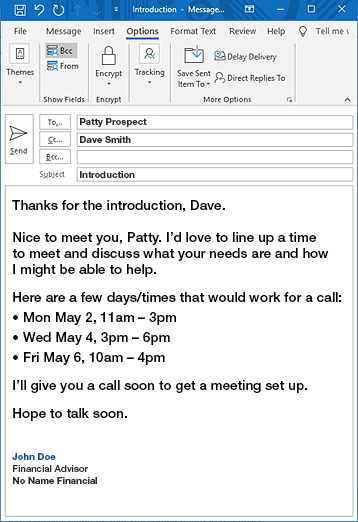 Introduction - Message...
File Message Insert Options Format Text Review Help Tell me
Themes
Bcc
From
Show Fields
Encrypt
Encrypt
Tracking
Save Sent
Item To
Delay Delivery
Direct Replies To
More Options
Send
To... Patty Prospect
Cc... Dave Smith
Bcc...
Subject Introduction
Thanks for the introduction, Dave.
Nice to meet you, Patty. I'd love to line up a time
to meet and discuss what your needs are and how
I might be able to help.
Here are a few days/times that would work for a call:
• Mon May 2, 11am – 3pm
• Wed May 4, 3pm – 6pm
• Fri May 6, 10am – 4pm
I'll give you a call soon to get a meeting set up.
Hope to talk soon.
John Doe
Financial Advisor
No Name Financial